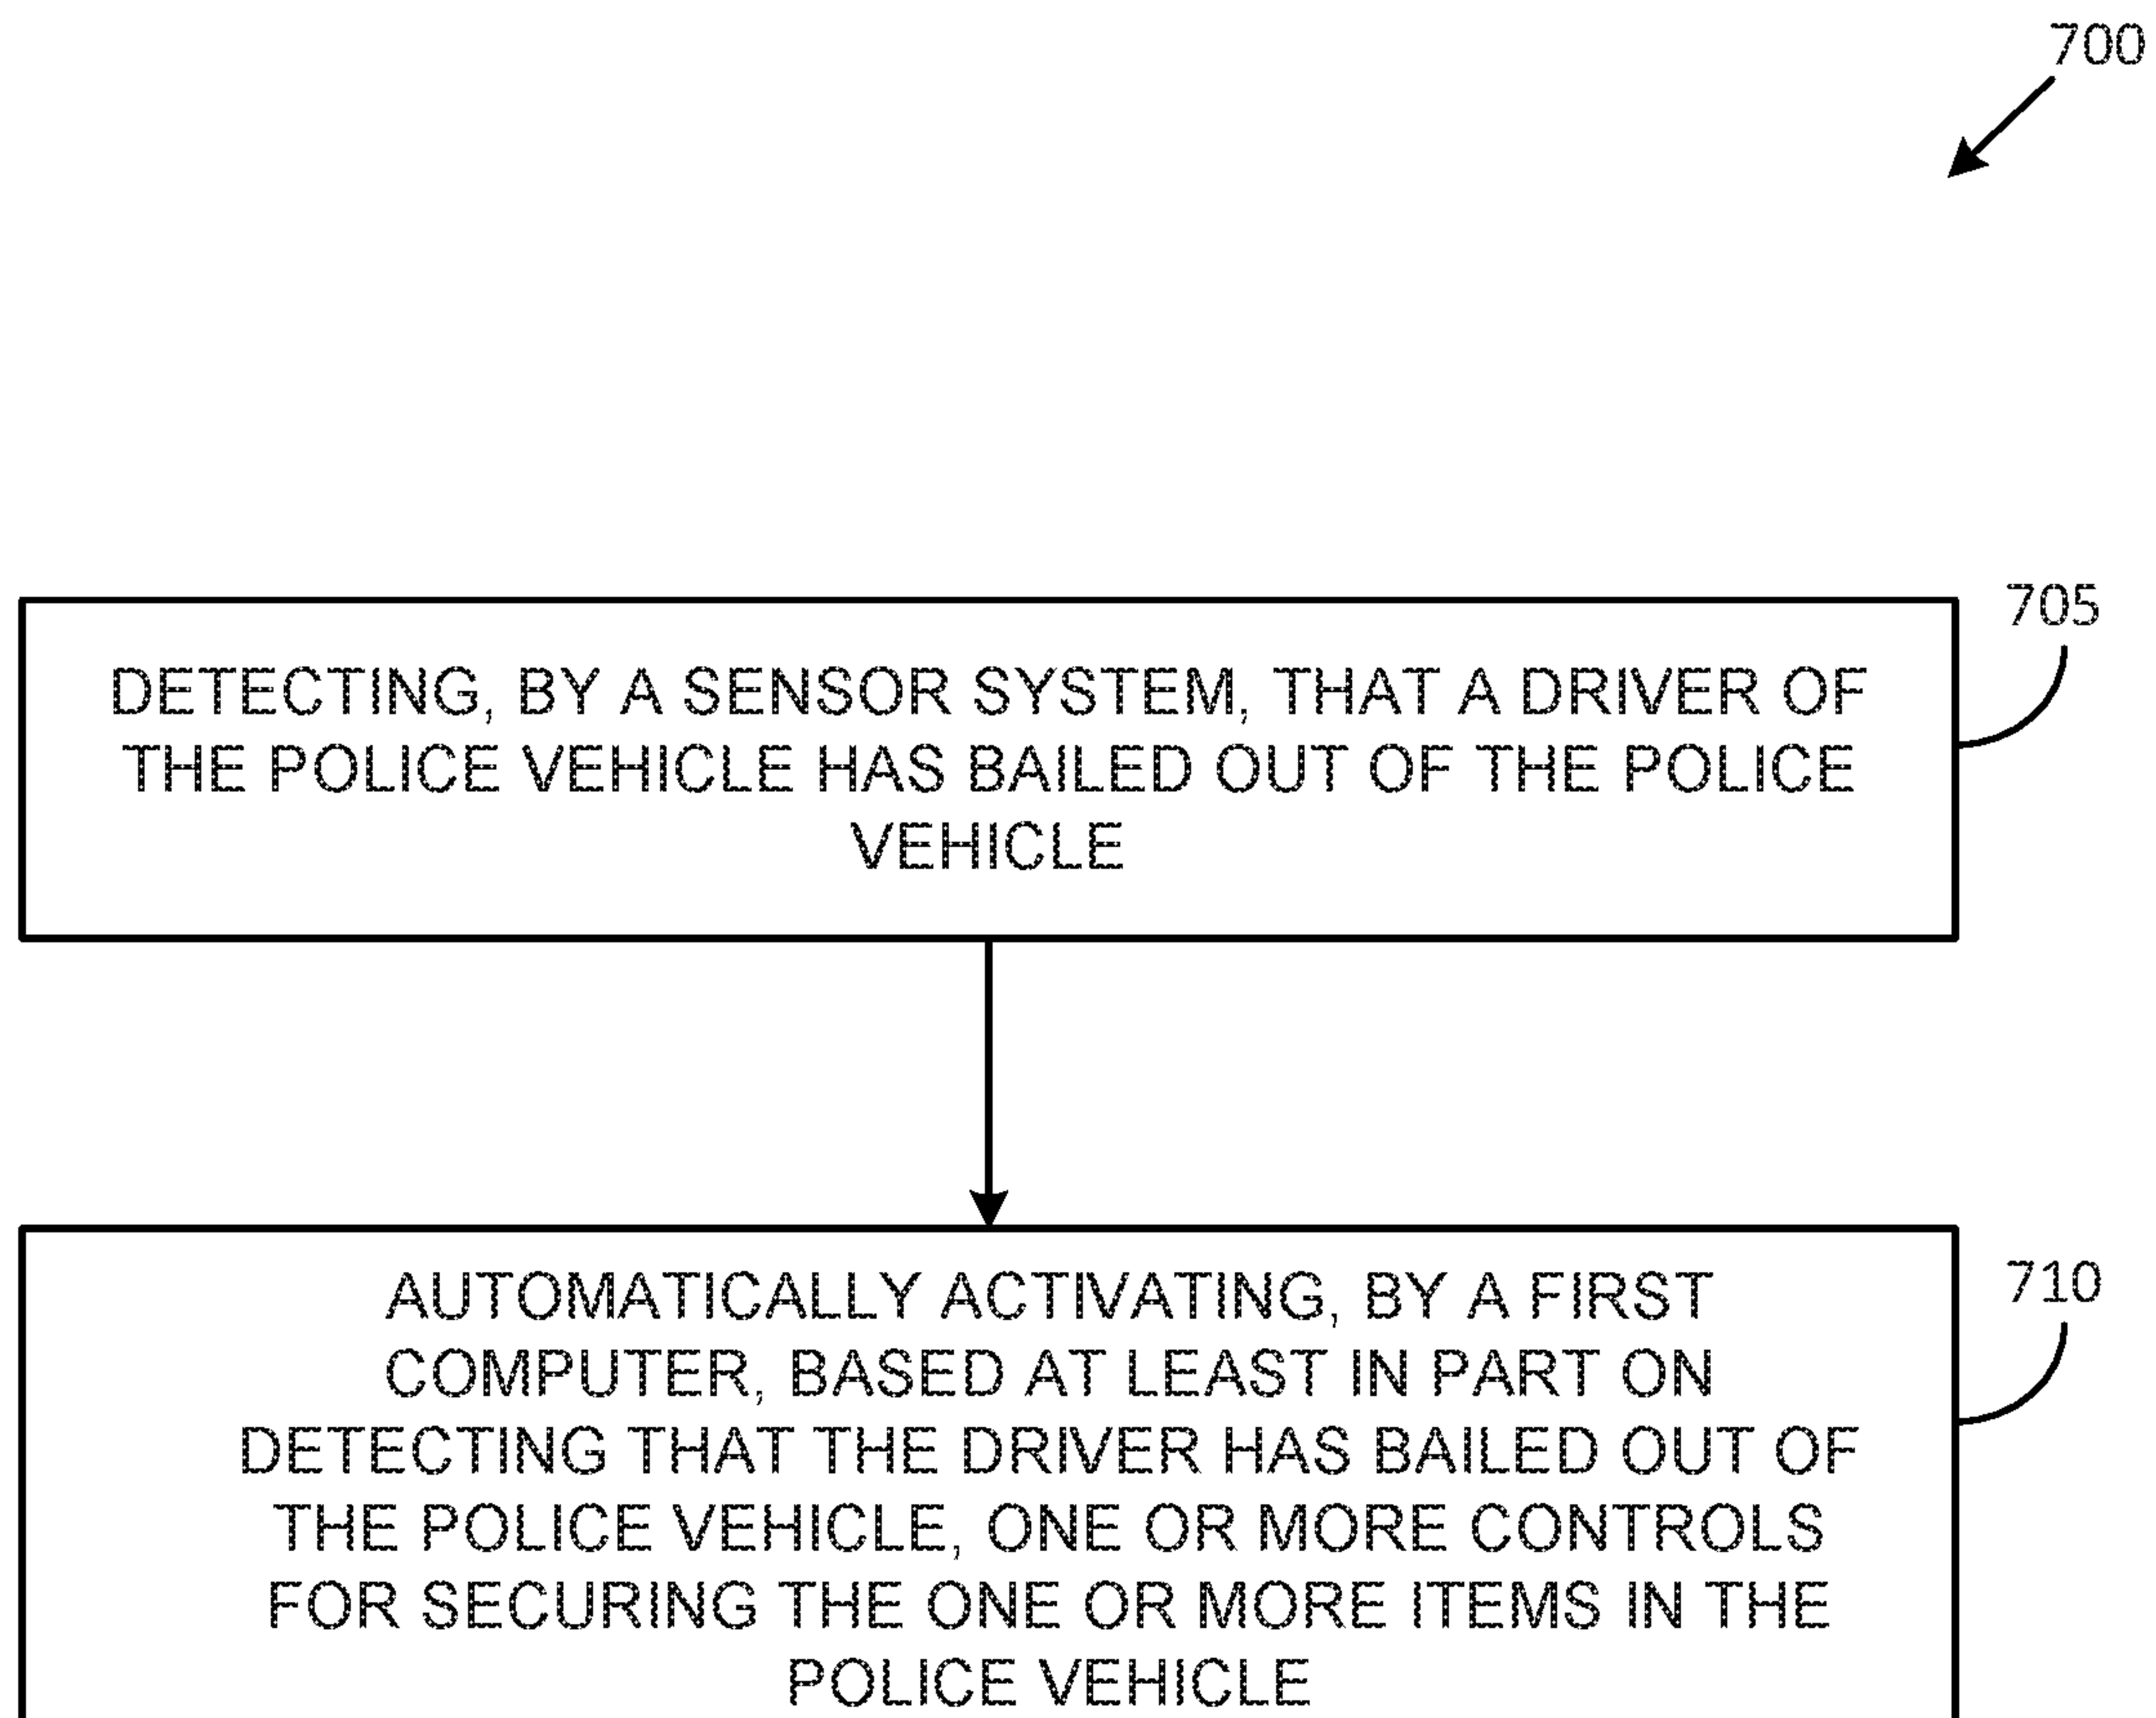 700
705
DETECTING, BY A SENSOR SYSTEM, THAT A DRIVER OF
THE POLICE VEHICLE HAS BAILED OUT OF THE POLICE
VEHICLE
710
AUTOMATICALLY ACTIVATING, BY A FIRST
COMPUTER, BASED AT LEAST IN PART ON
DETECTING THAT THE DRIVER HAS BAILED OUT OF
THE POLICE VEHICLE, ONE OR MORE CONTROLS
FOR SECURING THE ONE OR MORE ITEMS IN THE
POLICE VEHICLE